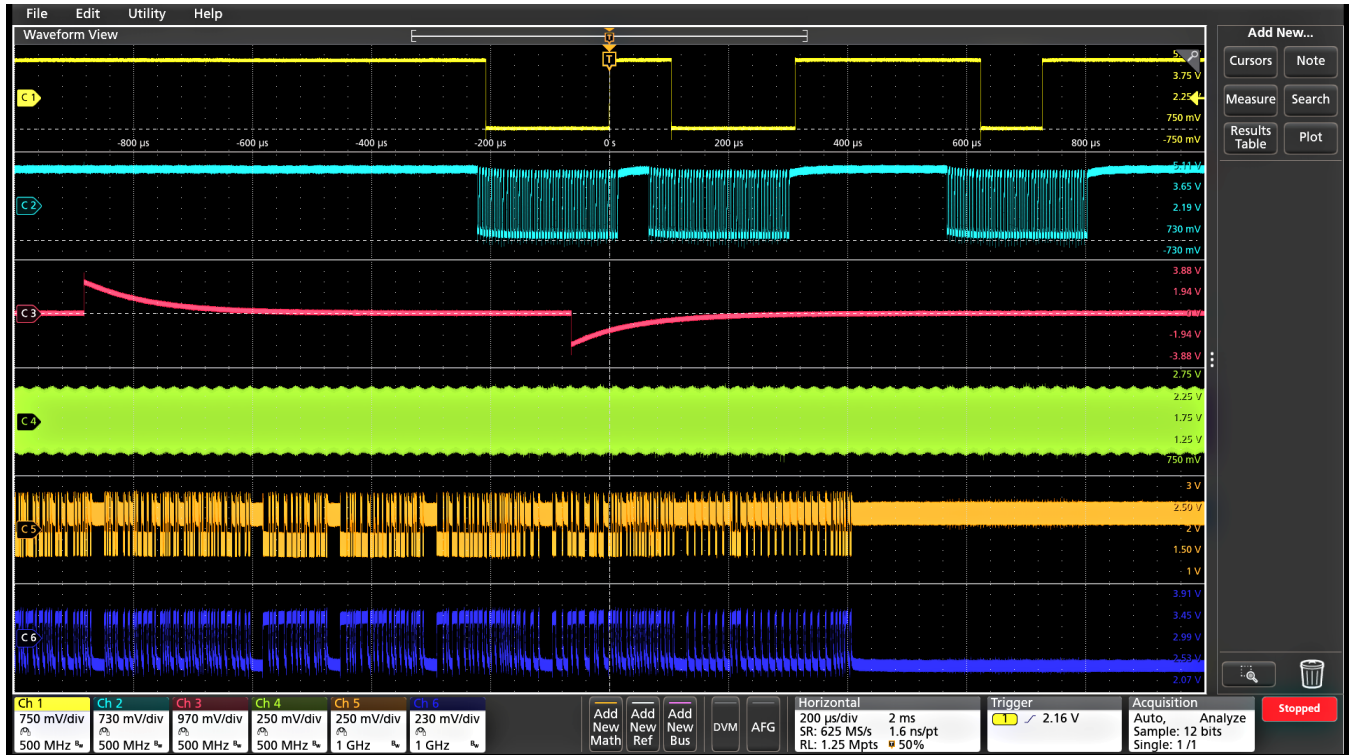 File Edit Utility Help
Waveform View
Add New...
Cursors Note
Measure Search
Results Table Plot
T
T
C 1
3.75 V
2.25 V
750 mV
-750 mV
-800 µs -600 µs -400 µs -200 µs 0 s 200 µs 400 µs 600 µs 800 µs
C 2
5.11 V
3.65 V
2.19 V
730 mV
-730 mV
C 3
3.88 V
1.94 V
0 V
-1.94 V
-3.88 V
C 4
2.75 V
2.25 V
1.75 V
1.25 V
750 mV
C 5
3 V
2.50 V
2 V
1.50 V
1 V
C 6
3.91 V
3.45 V
2.99 V
2.53 V
2.07 V
Ch 1
750 mV/div
500 MHz Bw
Ch 2
730 mV/div
500 MHz Bw
Ch 3
970 mV/div
500 MHz Bw
Ch 4
250 mV/div
500 MHz Bw
Ch 5
250 mV/div
1 GHz Bw
Ch 6
230 mV/div
1 GHz Bw
Add New Math
Add New Ref
Add New Bus
DVM
AFG
Horizontal
200 µs/div 2 ms
SR: 625 MS/s 1.6 ns/pt
RL: 1.25 Mpts 50%
Trigger
1 2.16 V
Acquisition
Auto, Analyze
Sample: 12 bits
Single: 1/1
Stopped